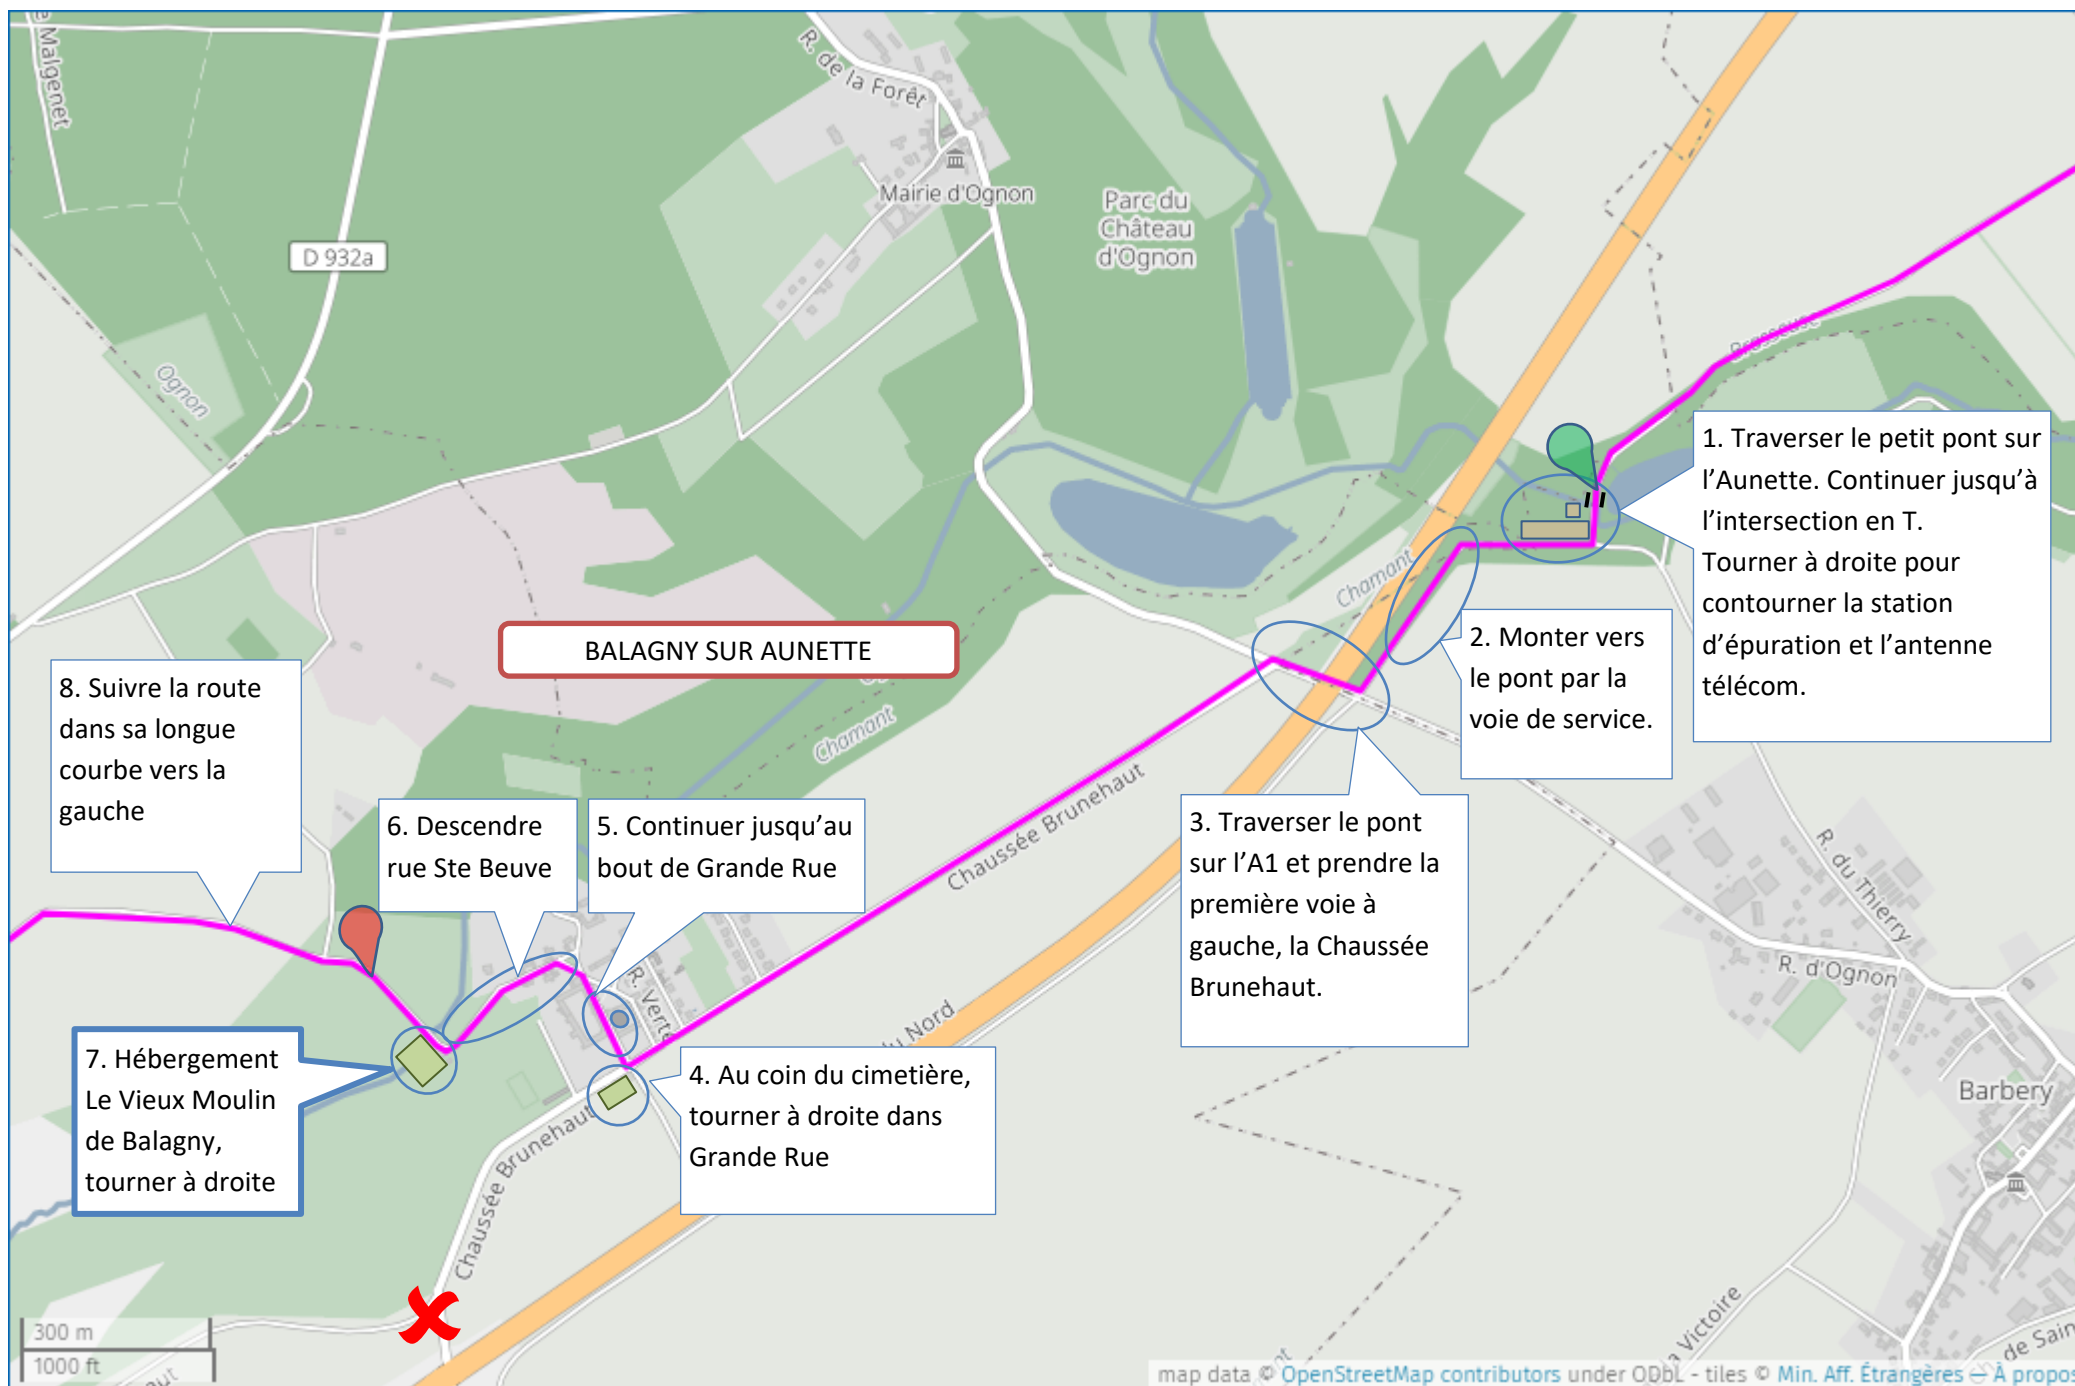 Malgenet
R. de la Forêt
Mairie d'Ognon
D 932a
Parc du
Château
d'Ognon
Ognon
Brasseuse
1. Traverser le petit pont sur
l’Aunette. Continuer jusqu’à
l’intersection en T.
Tourner à droite pour
contourner la station
d’épuration et l’antenne
télécom.
Chamant
BALAGNY SUR AUNETTE
2. Monter vers
le pont par la
voie de service.
8. Suivre la route
dans sa longue
courbe vers la
gauche
Chamant
6. Descendre
rue Ste Beuve
5. Continuer jusqu’au
bout de Grande Rue
Chaussée Brunehaut
3. Traverser le pont
sur l’A1 et prendre la
première voie à
gauche, la Chaussée
Brunehaut.
R. du Thierry
R. d'Ognon
R. Verte
du Nord
7. Hébergement
Le Vieux Moulin
de Balagny,
tourner à droite
4. Au coin du cimetière,
tourner à droite dans
Grande Rue
Barbery
Chaussée Brunehaut
300 m
1000 ft
Victoire
de Sain
map data © OpenStreetMap contributors under ODbL - tiles © Min. Aff. Étrangères — À propos